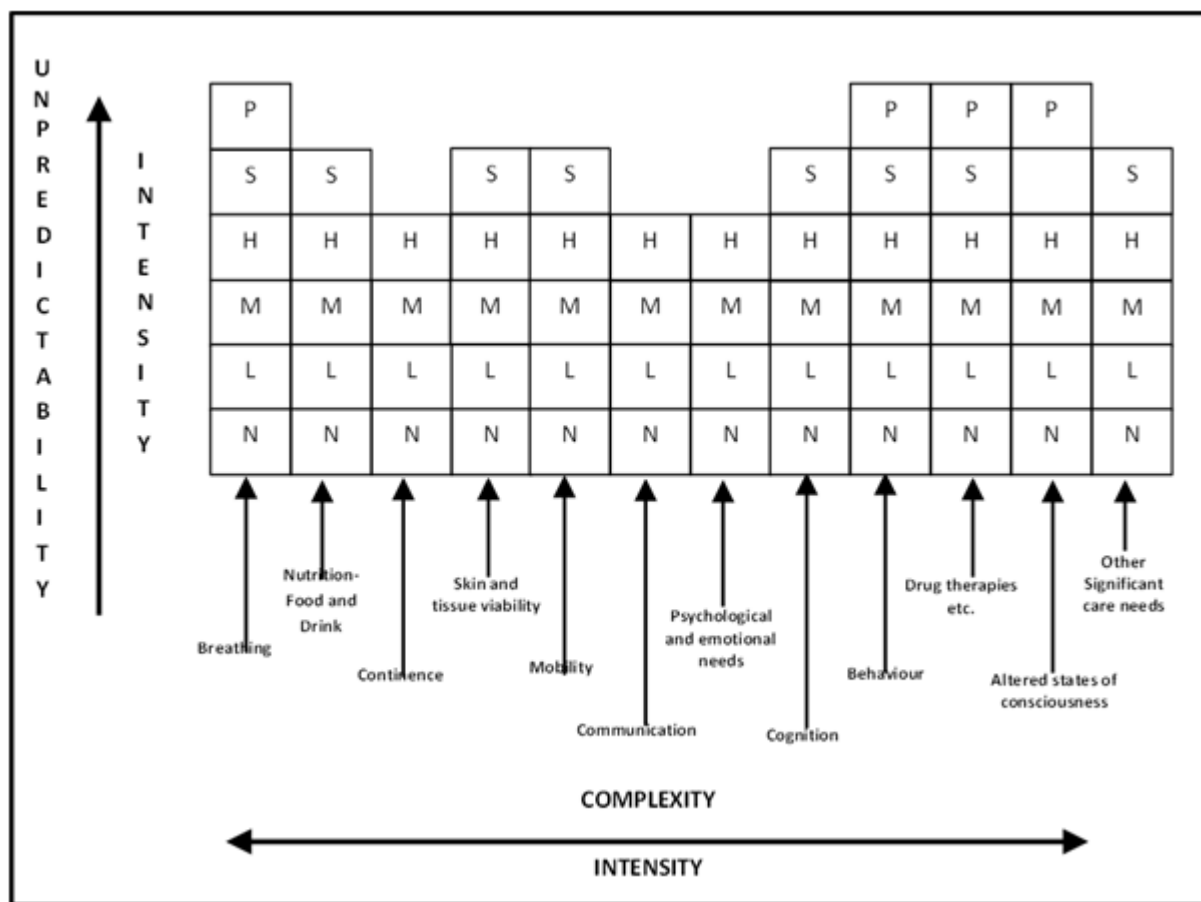 UNPREDICTABILITY
INTENSITY
P P P P
S S S S S S S S
H H H H H H H H H H H H
M M M M M M M M M M M M
L L L L L L L L L L L L
N N N N N N N N N N N N
Breathing
Nutrition-
Food and
Drink
Continence
Skin and
tissue viability
Mobility
Communication
Psychological
and emotional
needs
Cognition
Behaviour
Drug therapies
etc.
Altered states of
consciousness
Other
Significant
care needs
COMPLEXITY
INTENSITY